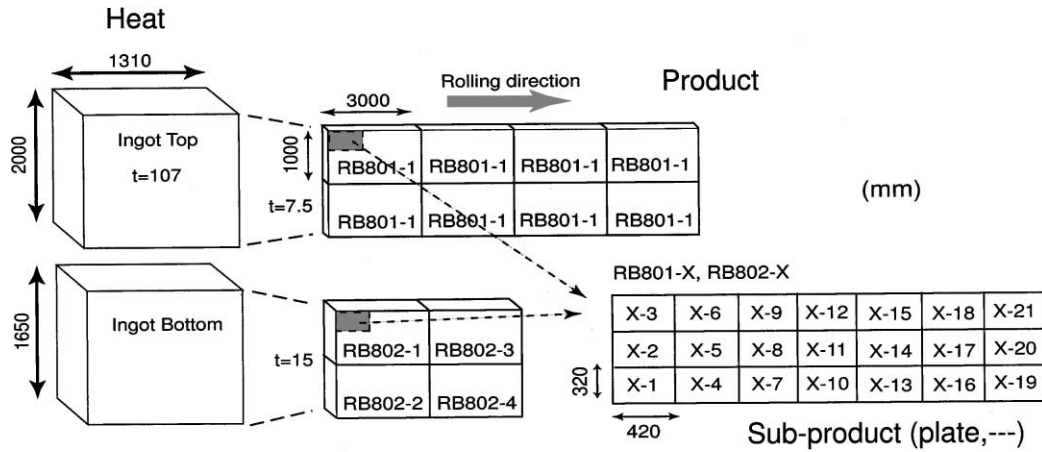 Heat
1310
2000
Ingot Top
t=107
Rolling direction
Product
3000
1000
RB801-1 RB801-1 RB801-1 RB801-1
t=7.5
RB801-1 RB801-1 RB801-1 RB801-1
(mm)
1650
Ingot Bottom
t=15
RB802-1 RB802-3
RB802-2 RB802-4
RB801-X, RB802-X
X-3 X-6 X-9 X-12 X-15 X-18 X-21
X-2 X-5 X-8 X-11 X-14 X-17 X-20
X-1 X-4 X-7 X-10 X-13 X-16 X-19
320
420
Sub-product (plate,---)